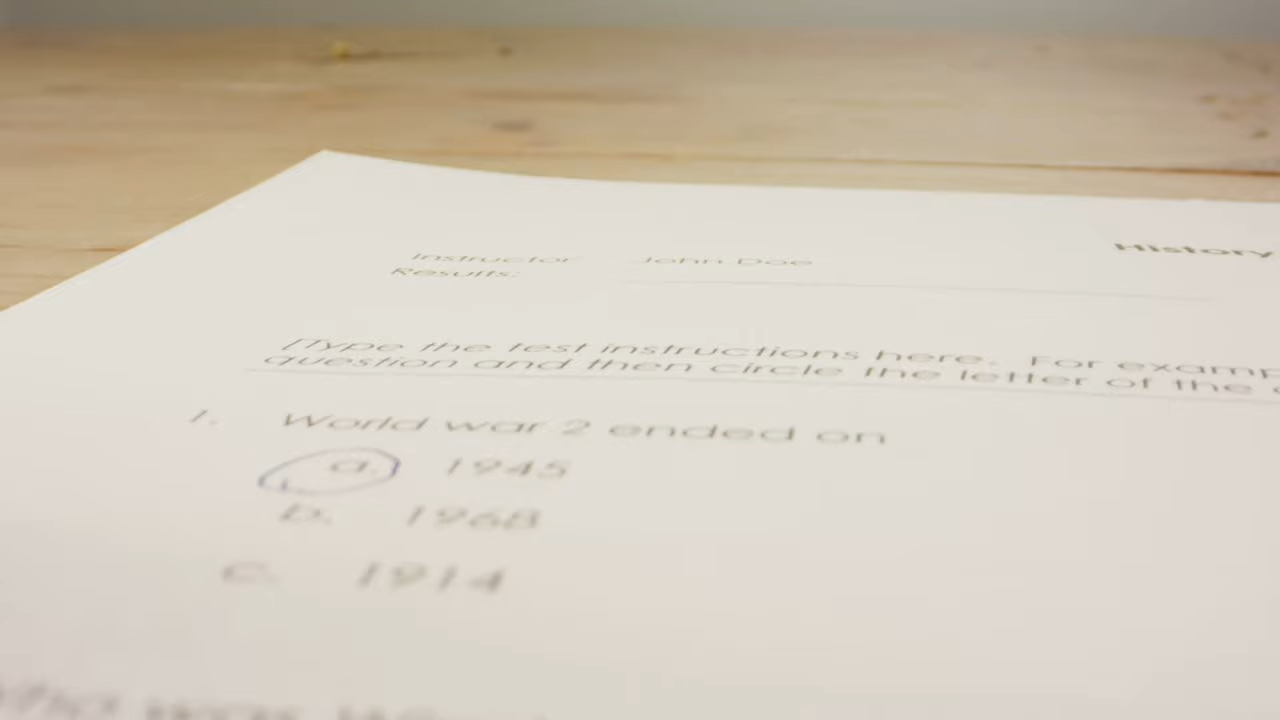 History
Instructor John Doe
Results:
[Type the test instructions here. For examp
question and then circle the letter of the
1. World war 2 ended on
a. 1945
b. 1968
c. 1914